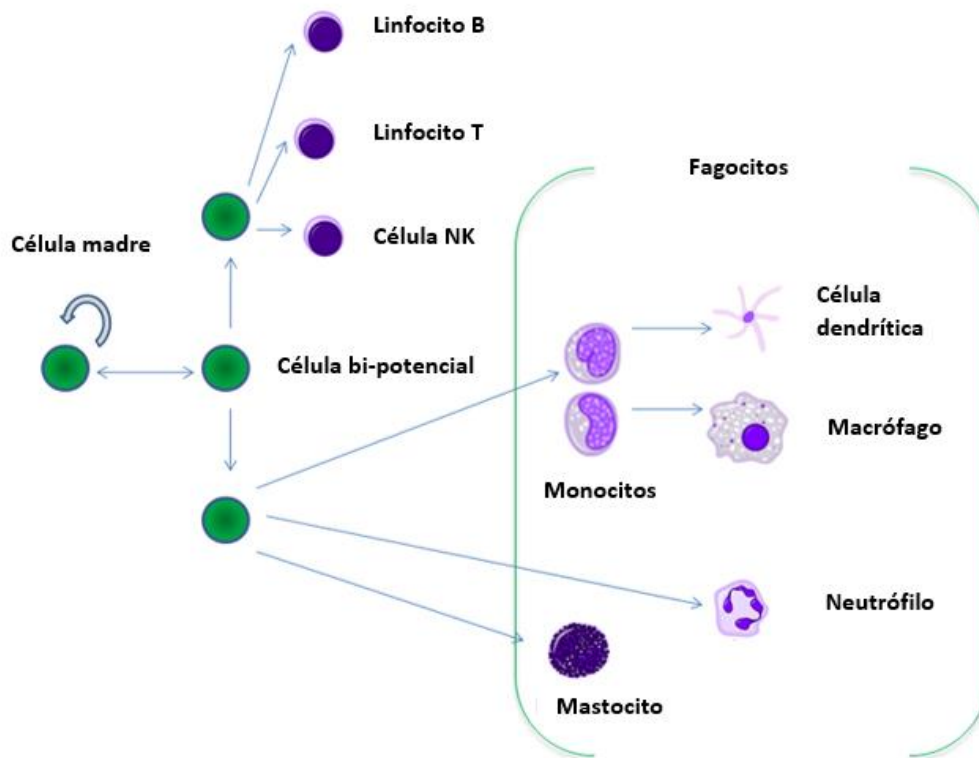 Linfocito B
Linfocito T
Fagocitos
Célula NK
Célula madre
Célula
dendrítica
Célula bi-potencial
Macrófago
Monocitos
Neutrófilo
Mastocito